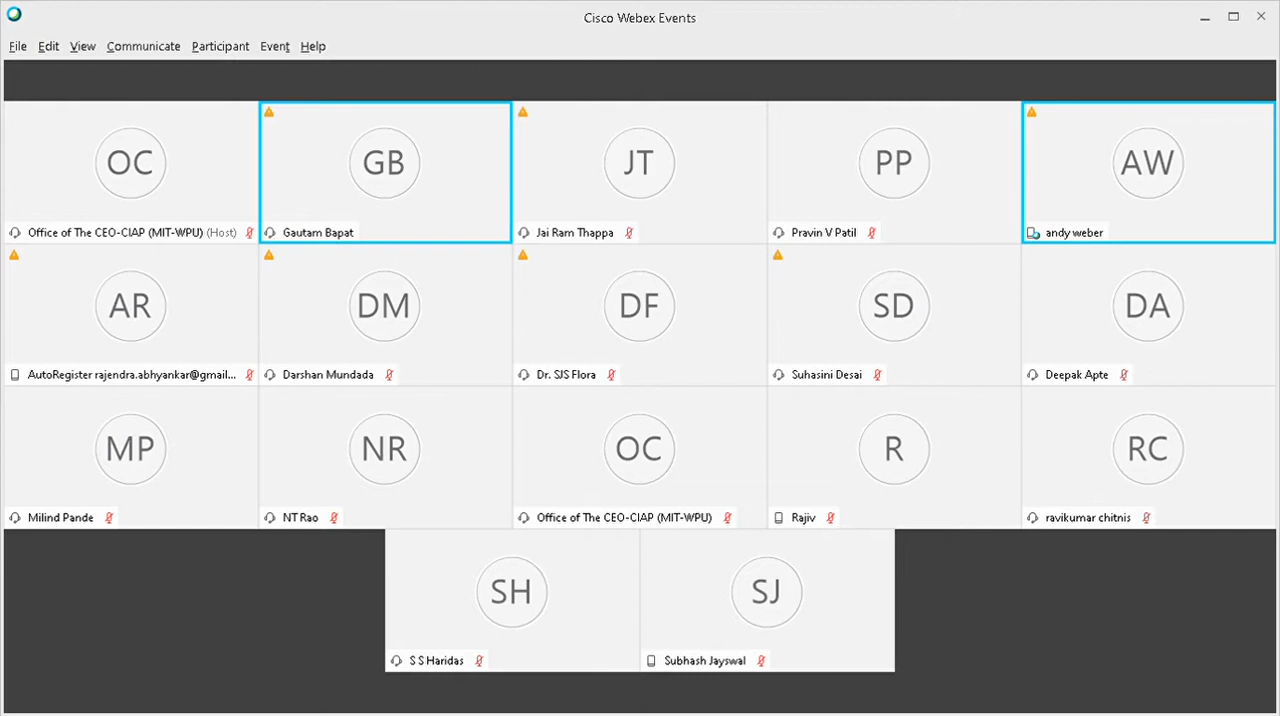 Cisco Webex Events
File Edit View Communicate Participant Event Help
OC
GB
JT
PP
AW
Office of The CEO-CIAP (MIT-WPU) (Host)
Gautam Bapat
Jai Ram Thappa
Pravin V Patil
andy weber
AR
DM
DF
SD
DA
AutoRegister rajendra.abhyankar@gmail...
Darshan Mundada
Dr. SJS Flora
Suhasini Desai
Deepak Apte
MP
NR
OC
R
RC
Milind Pande
NT Rao
Office of The CEO-CIAP (MIT-WPU)
Rajiv
ravikumar chitnis
SH
SJ
S S Haridas
Subhash Jayswal